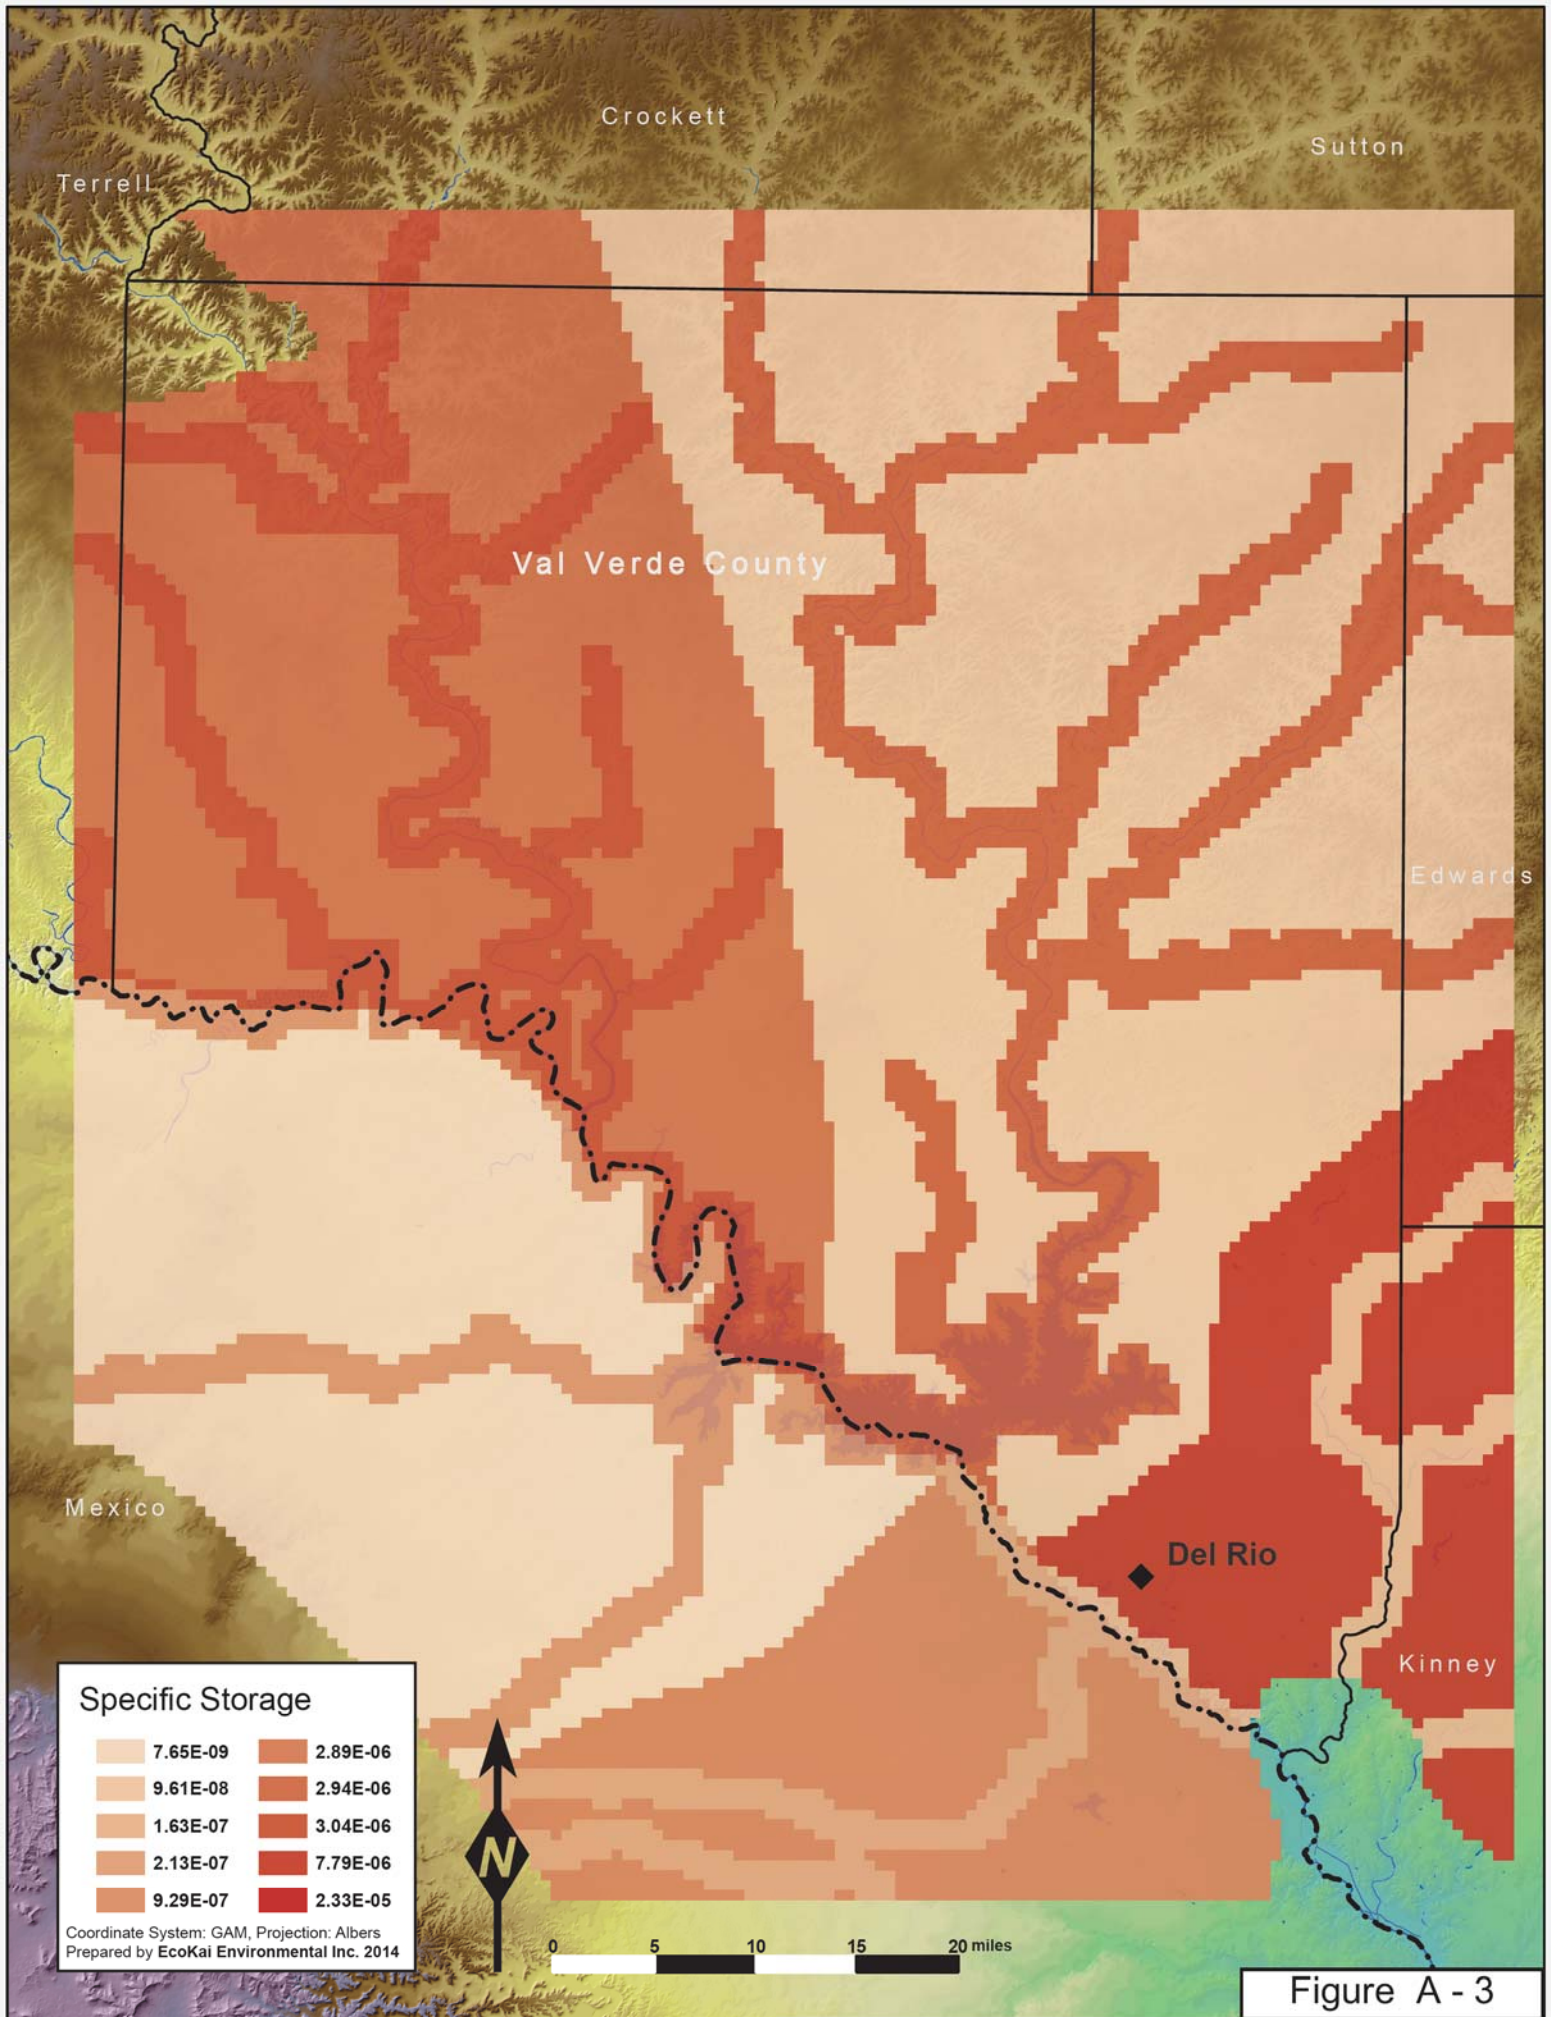 Crockett
Sutton
Terrell
Val Verde County
Edwards
Mexico
Del Rio
Kinney
Specific Storage
7.65E-09
2.89E-06
9.61E-08
2.94E-06
1.63E-07
3.04E-06
2.13E-07
7.79E-06
9.29E-07
2.33E-05
Coordinate System: GAM, Projection: Albers
Prepared by EcoKai Environmental Inc. 2014
N
0 5 10 15 20 miles
Figure A - 3